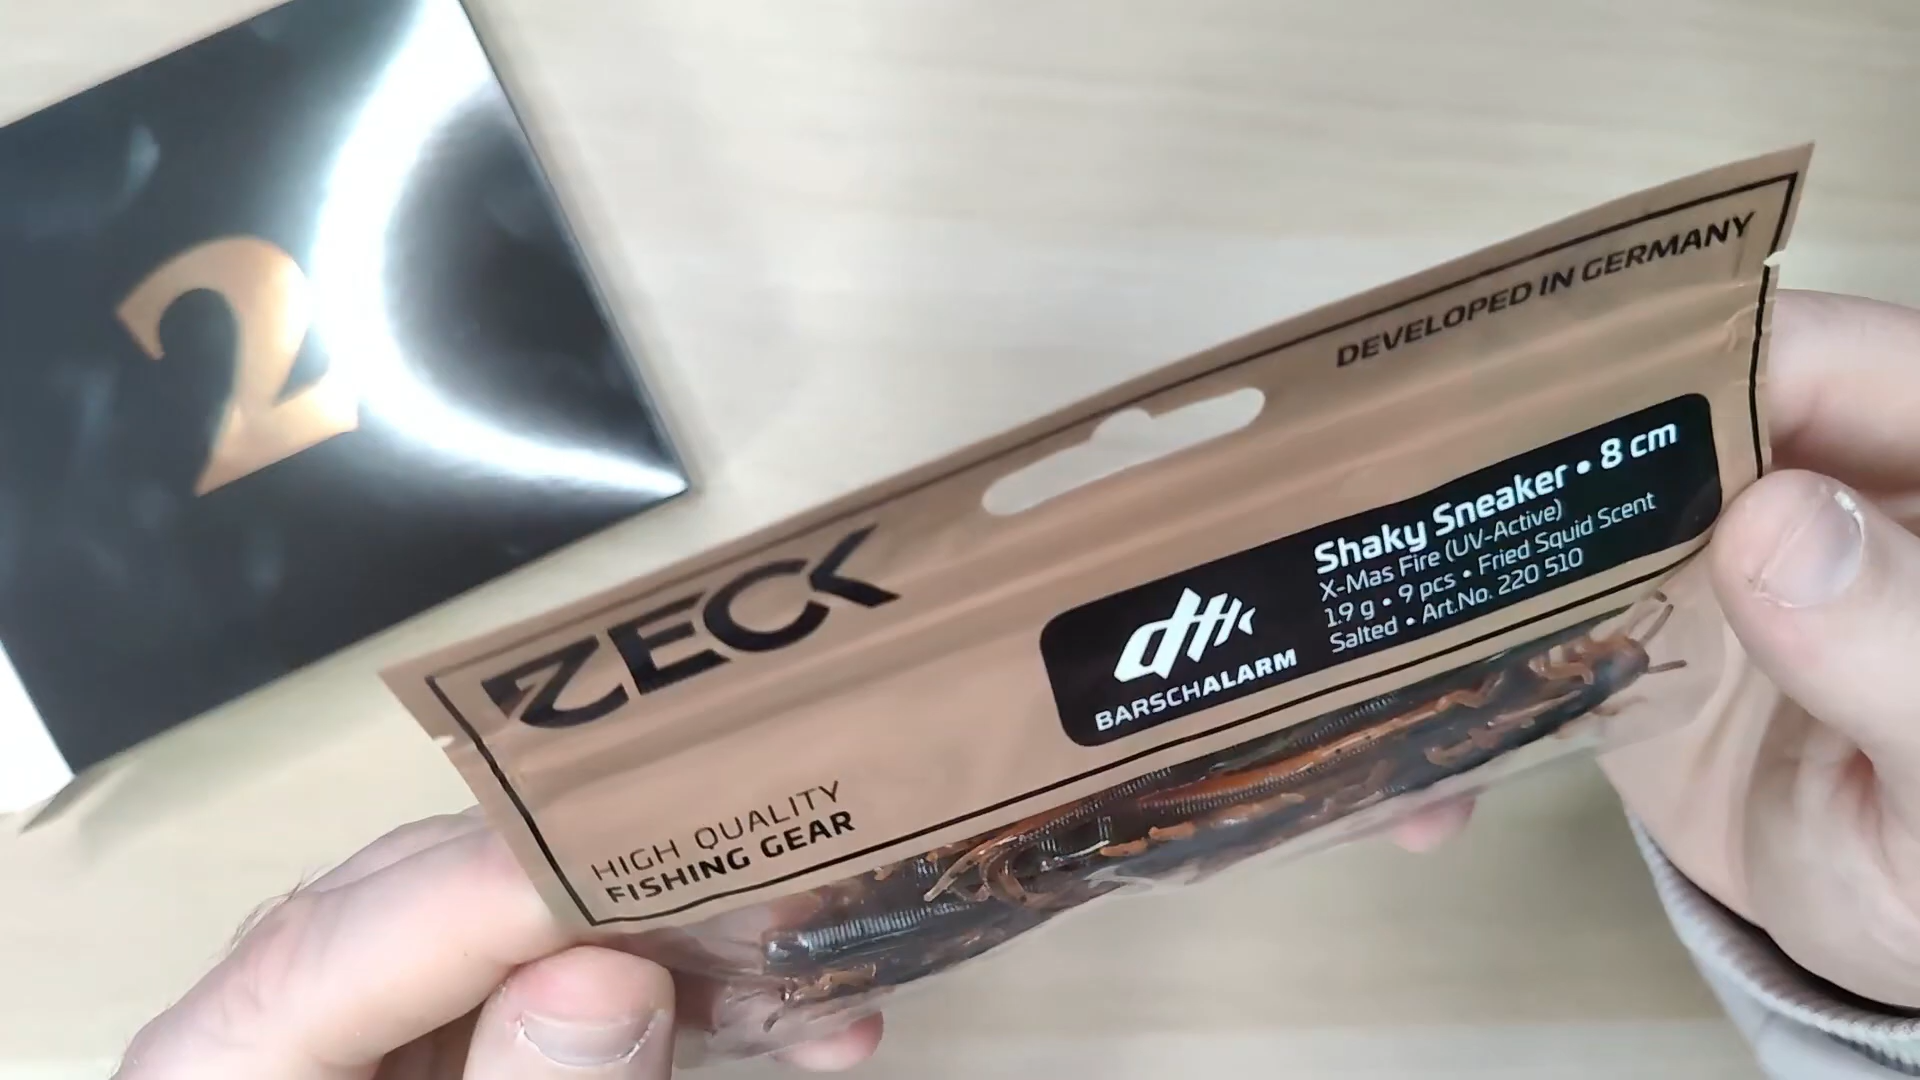 2
DEVELOPED IN GERMANY
ZECK
Shaky Sneaker • 8 cm
X-Mas Fire (UV-Active)
1.9 g • 9 pcs • Fried Squid Scent
Salted • Art.No. 220 510
BARSCHALARM
HIGH QUALITY
FISHING GEAR